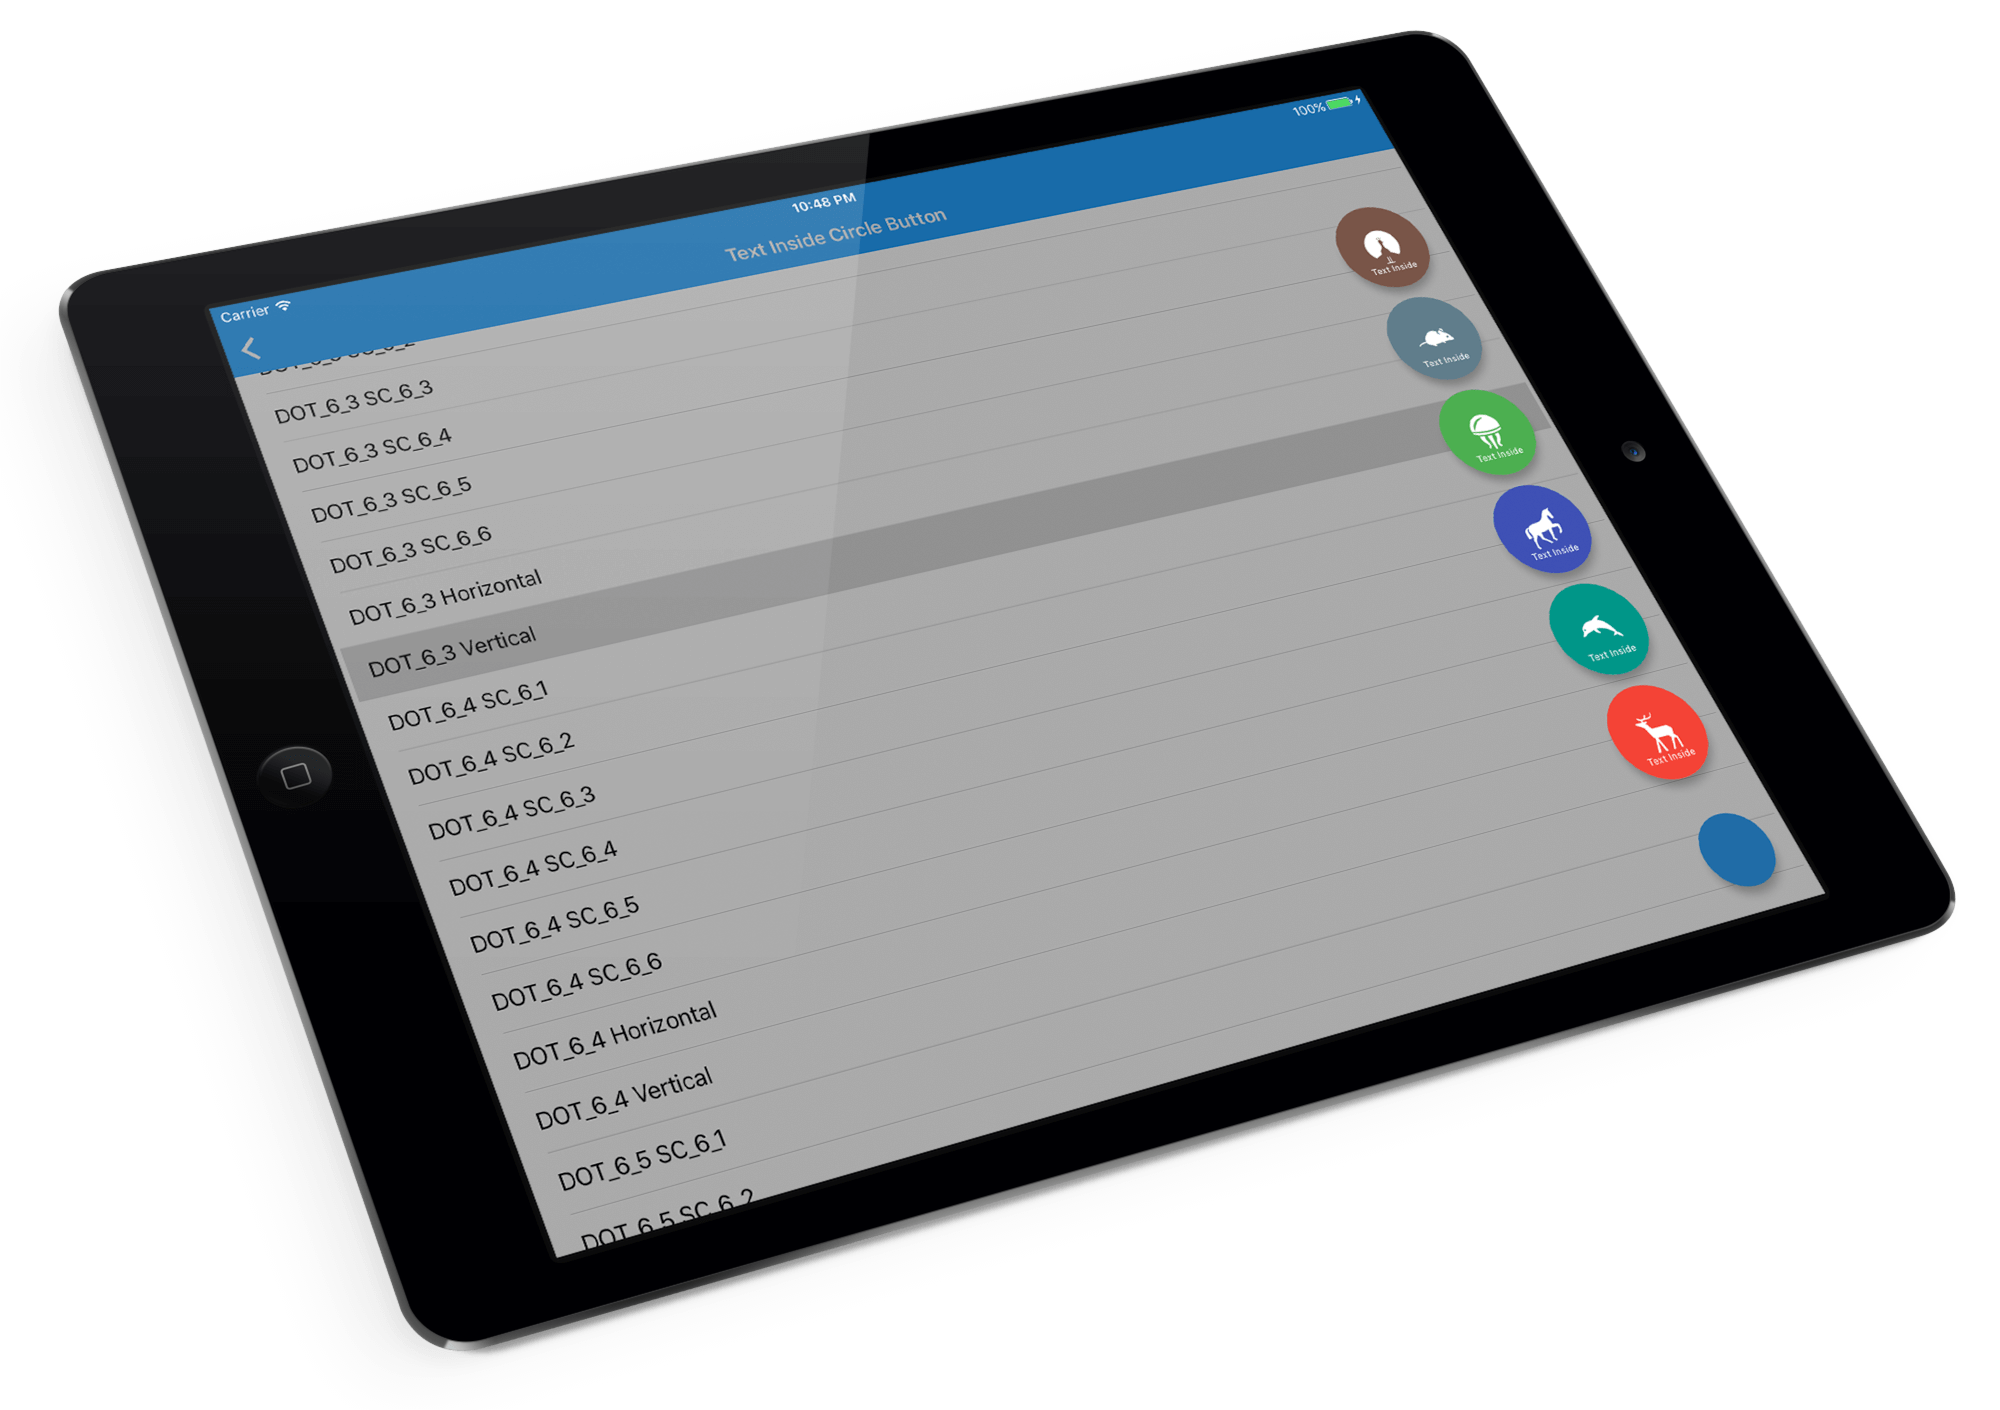 Carrier
10:48 PM
100%
Text Inside Circle Button
DOT_6_3 SC_6_2
DOT_6_3 SC_6_3
DOT_6_3 SC_6_4
DOT_6_3 SC_6_5
DOT_6_3 SC_6_6
DOT_6_3 Horizontal
DOT_6_3 Vertical
DOT_6_4 SC_6_1
DOT_6_4 SC_6_2
DOT_6_4 SC_6_3
DOT_6_4 SC_6_4
DOT_6_4 SC_6_5
DOT_6_4 SC_6_6
DOT_6_4 Horizontal
DOT_6_4 Vertical
DOT_6_5 SC_6_1
DOT_6_5 SC_6_2
Text Inside
Text Inside
Text Inside
Text Inside
Text Inside
Text Inside